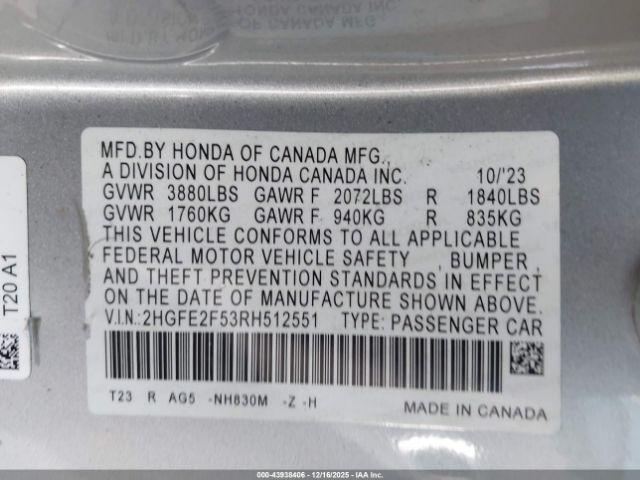 MFD.BY HONDA OF CANADA MFG.,
A DIVISION OF HONDA CANADA INC. 10/'23
GVWR 3880LBS GAWR F 2072LBS R 1840LBS
GVWR 1760KG GAWR F 940KG R 835KG
THIS VEHICLE CONFORMS TO ALL APPLICABLE
FEDERAL MOTOR VEHICLE SAFETY , BUMPER ,
AND THEFT PREVENTION STANDARDS IN EFFECT
ON THE DATE OF MANUFACTURE SHOWN ABOVE.
V.I.N.:2HGFE2F53RH512551 TYPE: PASSENGER CAR
T23 R AG5 -NH830M -Z -H
MADE IN CANADA
T20 A1
000-43938406 - 12/16/2025 - IAAI.COM